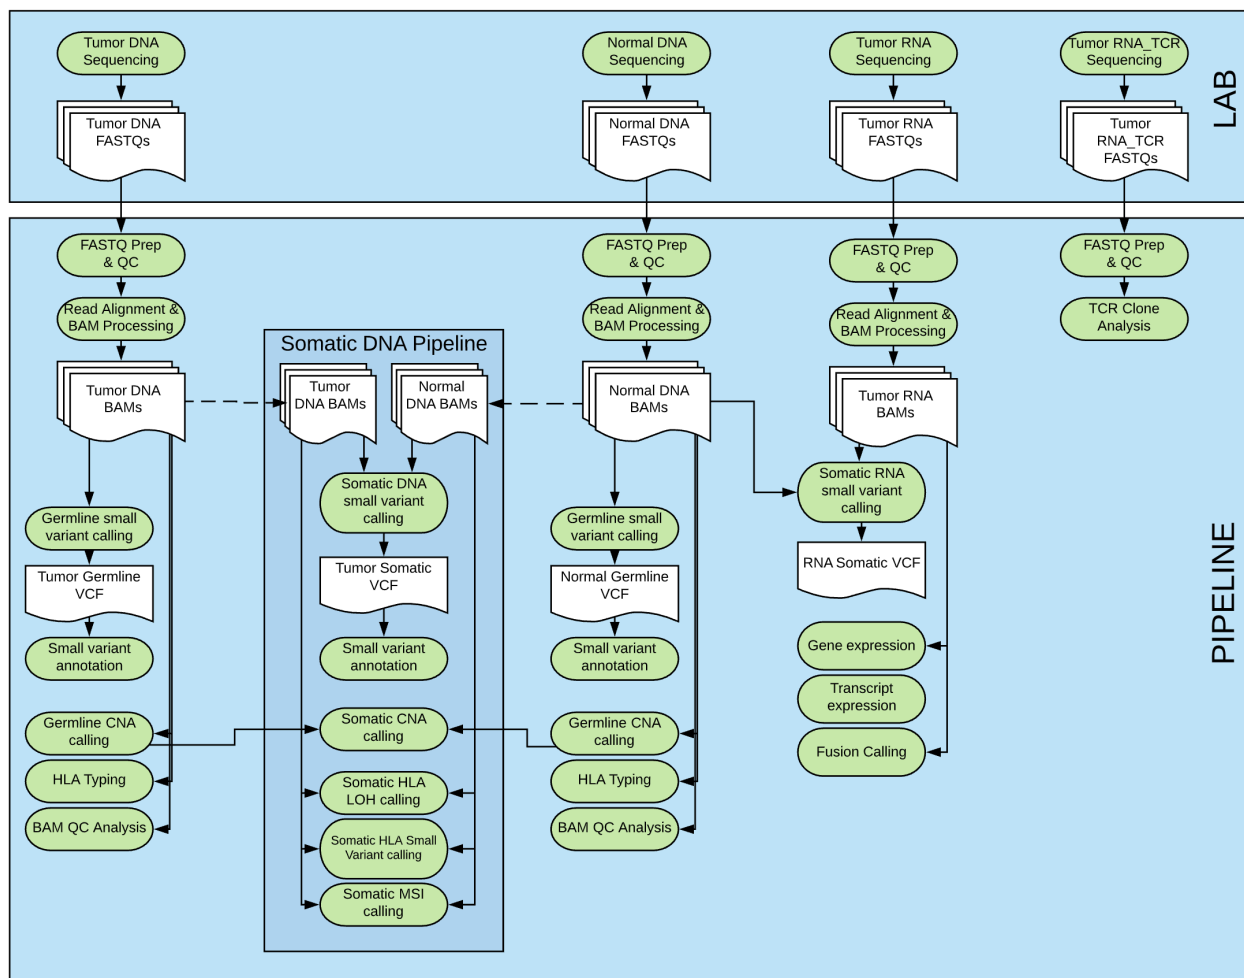 Tumor DNA
Sequencing
Normal DNA
Sequencing
Tumor RNA
Sequencing
Tumor RNA_TCR
Sequencing
Tumor DNA
FASTQs
Normal DNA
FASTQs
Tumor RNA
FASTQs
Tumor
RNA_TCR
FASTQs
LAB
FASTQ Prep
& QC
FASTQ Prep
& QC
FASTQ Prep
& QC
FASTQ Prep
& QC
Read Alignment &
BAM Processing
Read Alignment &
BAM Processing
Read Alignment &
BAM Processing
TCR Clone
Analysis
Somatic DNA Pipeline
Tumor DNA
BAMs
Tumor
DNA BAMs
Normal
DNA BAMs
Normal DNA
BAMs
Tumor RNA
BAMs
Somatic DNA
small variant
calling
Somatic RNA
small variant
calling
Germline small
variant calling
Germline small
variant calling
Tumor Germline
VCF
Tumor Somatic
VCF
Normal Germline
VCF
RNA Somatic VCF
PIPELINE
Small variant
annotation
Small variant
annotation
Small variant
annotation
Gene expression
Transcript
expression
Germline CNA
calling
Somatic CNA
calling
Germline CNA
calling
Fusion Calling
HLA Typing
Somatic HLA
LOH calling
HLA Typing
BAM QC Analysis
Somatic HLA Small
Variant calling
BAM QC Analysis
Somatic MSI
calling